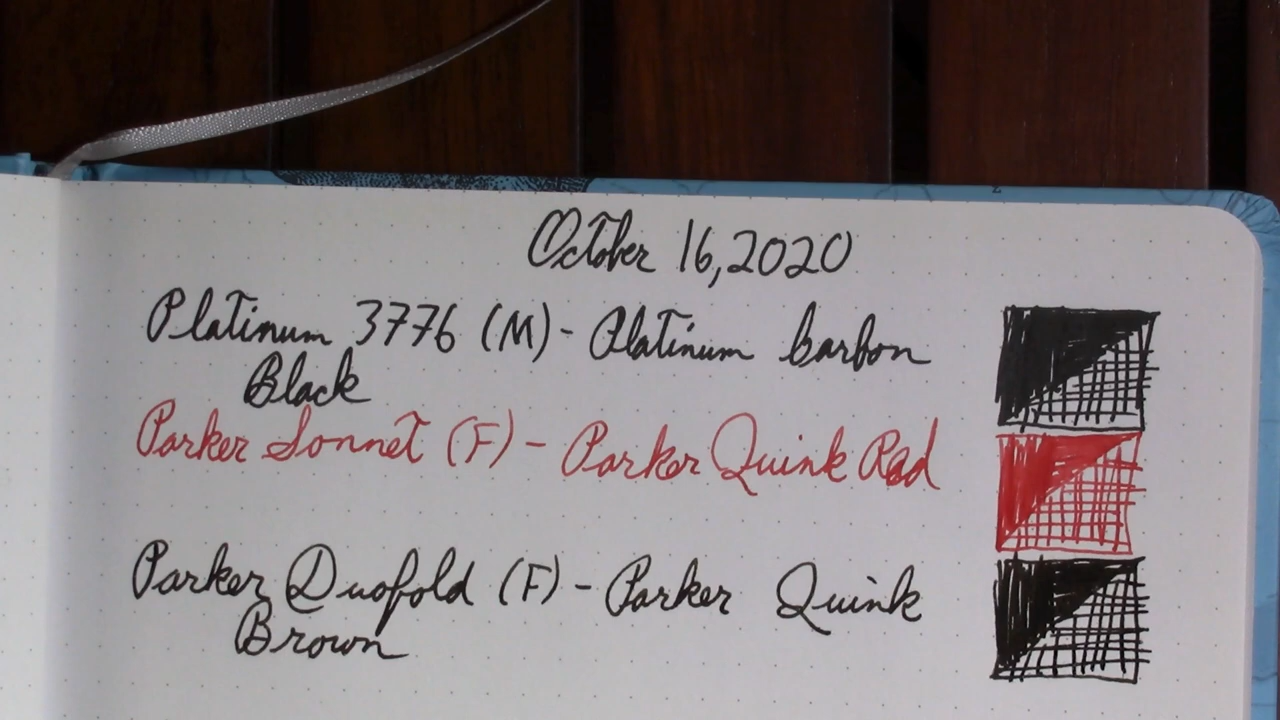 October 16, 2020
Platinum 3776 (M) - Platinum Carbon
Black
Parker Sonnet (F) - Parker Quink Red
Parker Duofold (F) - Parker Quink
Brown